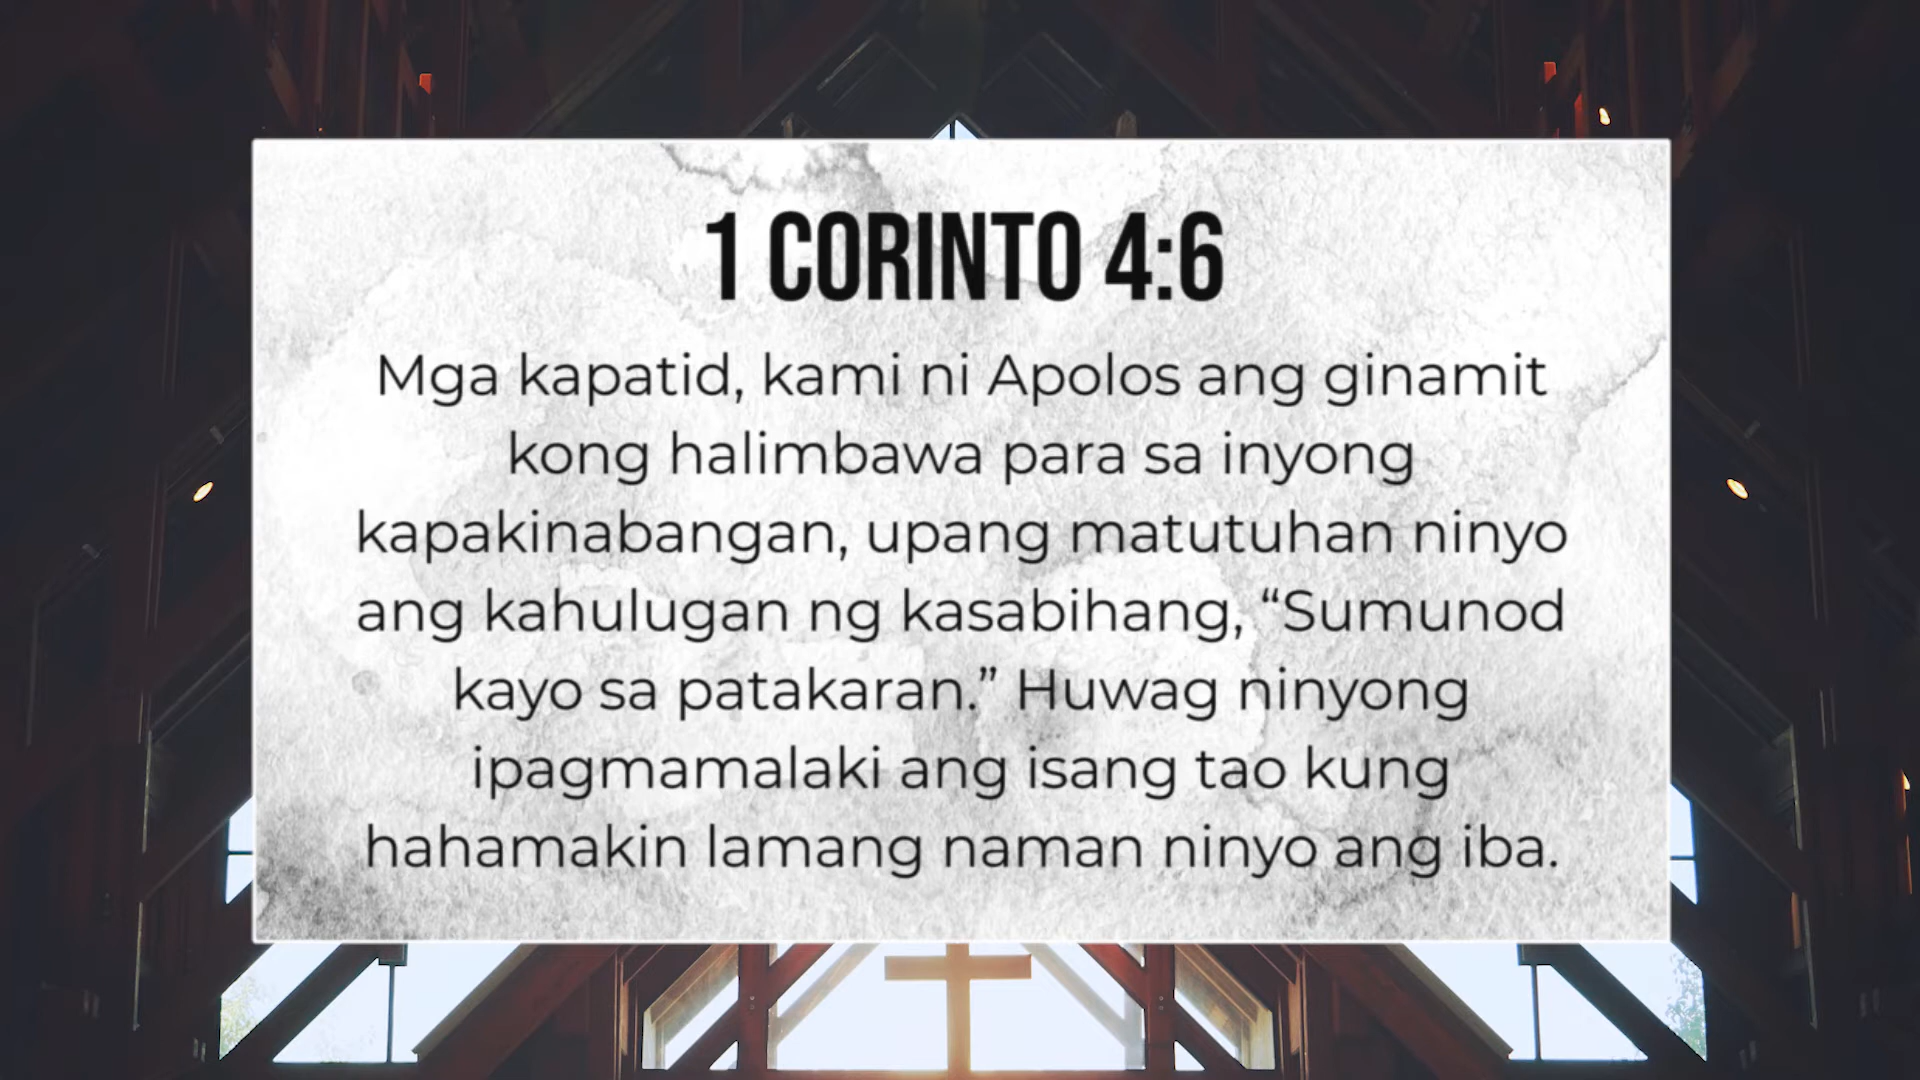 1 CORINTO 4:6
Mga kapatid, kami ni Apolos ang ginamit
kong halimbawa para sa inyong
kapakinabangan, upang matutuhan ninyo
ang kahulugan ng kasabihang, “Sumunod
kayo sa patakaran.” Huwag ninyong
ipagmamalaki ang isang tao kung
hahamakin lamang naman ninyo ang iba.